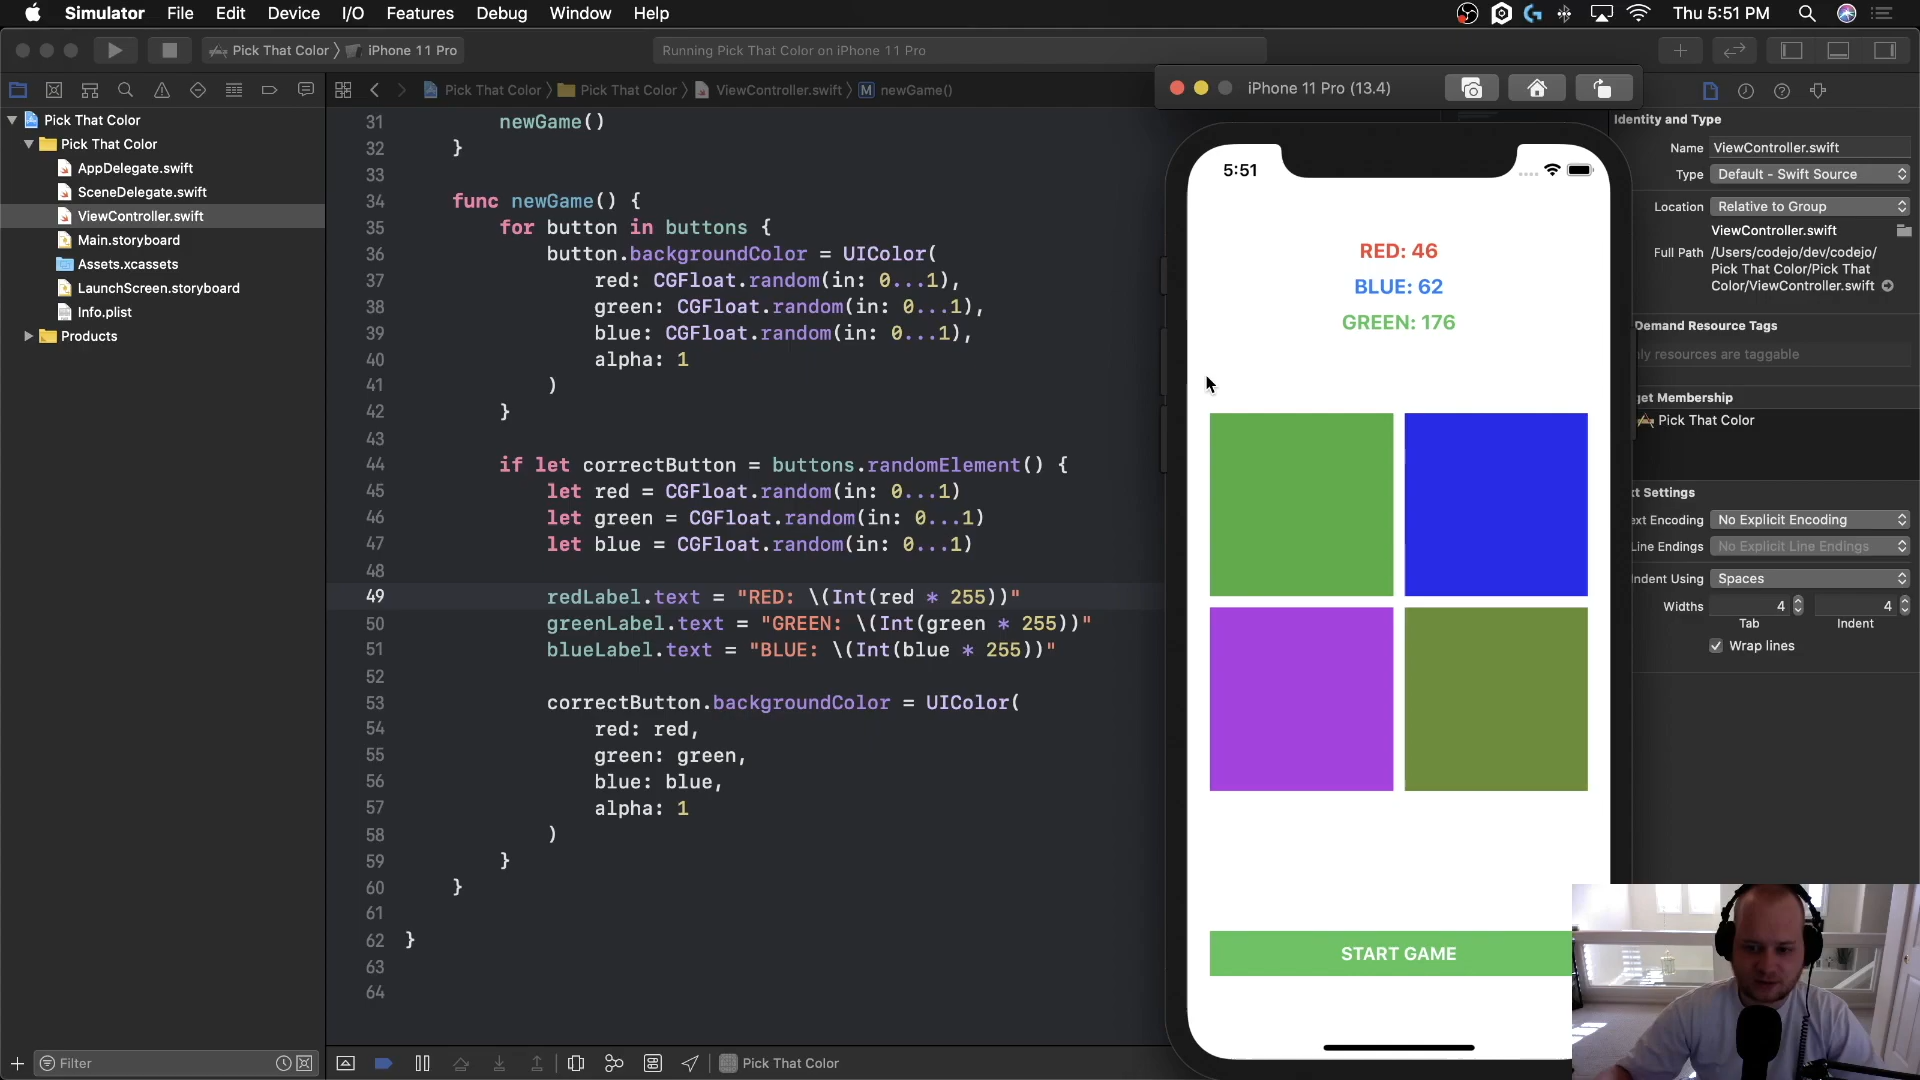 Simulator File Edit Device I/O Features Debug Window Help
Thu 5:51 PM
Pick That Color iPhone 11 Pro
Running Pick That Color on iPhone 11 Pro
Pick That Color Pick That Color ViewController.swift M newGame()
iPhone 11 Pro (13.4)
Pick That Color
Pick That Color
AppDelegate.swift
SceneDelegate.swift
ViewController.swift
Main.storyboard
Assets.xcassets
LaunchScreen.storyboard
Info.plist
Products
Filter
31 newGame()
32 }
33
34 func newGame() {
35 for button in buttons {
36 button.backgroundColor = UIColor(
37 red: CGFloat.random(in: 0...1),
38 green: CGFloat.random(in: 0...1),
39 blue: CGFloat.random(in: 0...1),
40 alpha: 1
41 )
42 }
43
44 if let correctButton = buttons.randomElement() {
45 let red = CGFloat.random(in: 0...1)
46 let green = CGFloat.random(in: 0...1)
47 let blue = CGFloat.random(in: 0...1)
48
49 redLabel.text = "RED: \(Int(red * 255))"
50 greenLabel.text = "GREEN: \(Int(green * 255))"
51 blueLabel.text = "BLUE: \(Int(blue * 255))"
52
53 correctButton.backgroundColor = UIColor(
54 red: red,
55 green: green,
56 blue: blue,
57 alpha: 1
58 )
59 }
60 }
61
62 }
63
64
Pick That Color
5:51
RED: 46
BLUE: 62
GREEN: 176
START GAME
Identity and Type
Name ViewController.swift
Type Default - Swift Source
Location Relative to Group
ViewController.swift
Full Path /Users/codejo/dev/codejo/
Pick That Color/Pick That
Color/ViewController.swift
Demand Resource Tags
ly resources are taggable
get Membership
Pick That Color
xt Settings
ext Encoding No Explicit Encoding
Line Endings No Explicit Line Endings
Indent Using Spaces
Widths 4 4
Tab Indent
Wrap lines